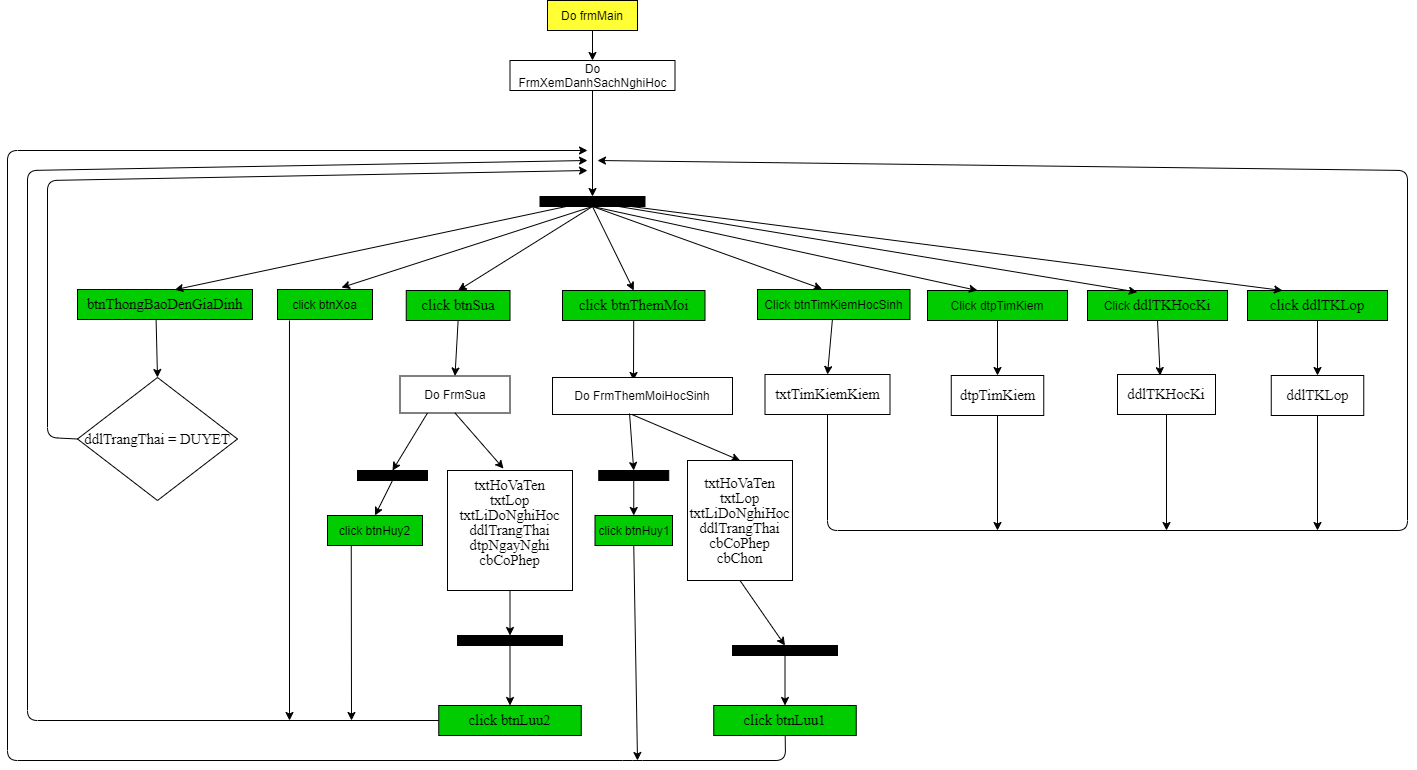 Do frmMain
Do
FrmXemDanhSachNghiHoc
btnThongBaoDenGiaDinh
click btnXoa
click btnSua
click btnThemMoi
Click btnTimKiemHocSinh
Click dtpTimKiem
Click ddlTKHocKi
click ddlTKLop
ddlTrangThai = DUYET
Do FrmSua
Do FrmThemMoiHocSinh
txtTimKiemKiem
dtpTimKiem
ddlTKHocKi
ddlTKLop
click btnHuy2
txtHoVaTen
txtLop
txtLiDoNghiHoc
ddlTrangThai
dtpNgayNghi
cbCoPhep
click btnHuy1
txtHoVaTen
txtLop
txtLiDoNghiHoc
ddlTrangThai
cbCoPhep
cbChon
click btnLuu2
click btnLuu1